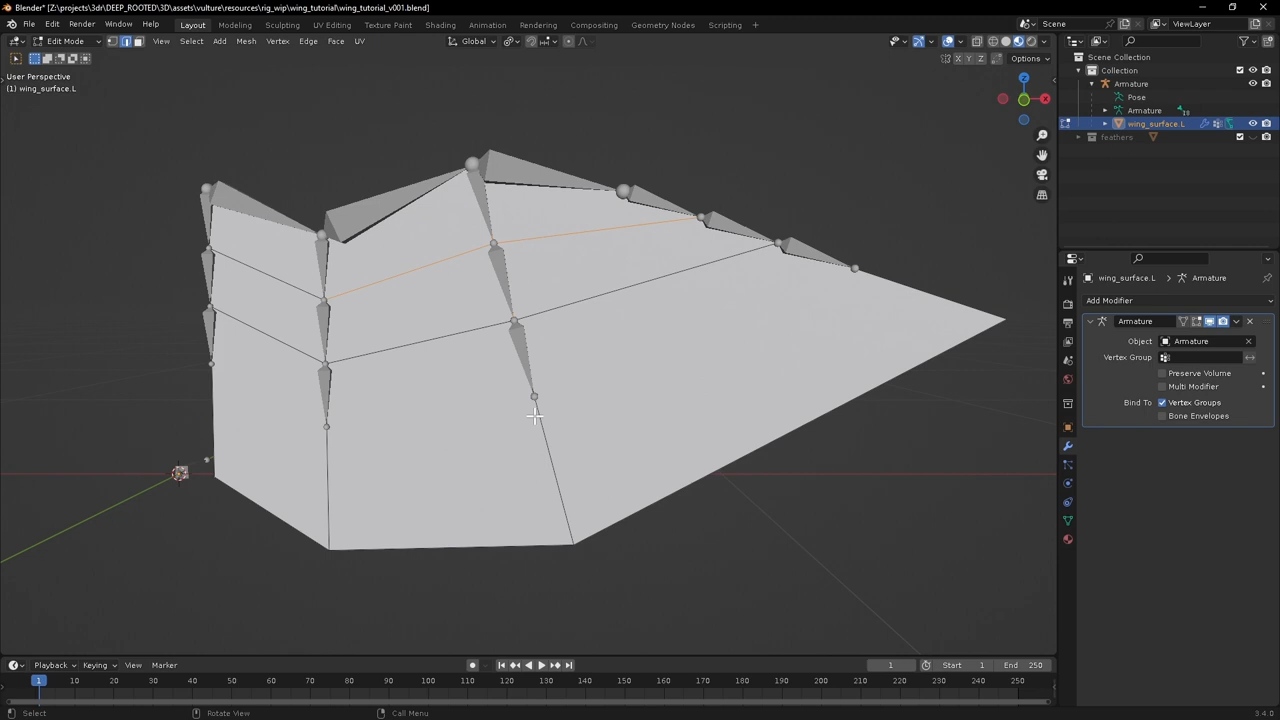 Blender* [Z:\projects\3dh\DEEP_ROOTED\3D\assets\vulture\resources\rig_wip\wing_tutorial\wing_tutorial_v001.blend]
File Edit Render Window Help Layout Modeling Sculpting UV Editing Texture Paint Shading Animation Rendering Compositing Geometry Nodes Scripting Scene ViewLayer
Edit Mode View Select Add Mesh Vertex Edge Face UV Global
X Y Z Options
User Perspective
(1) wing_surface.L
Z
X
Scene Collection
Collection
Armature
Pose
Armature 19
wing_surface.L
feathers
wing_surface.L Armature
Add Modifier
Armature
Object Armature
Vertex Group
Preserve Volume
Multi Modifier
Bind To Vertex Groups
Bone Envelopes
Playback Keying View Marker 1 Start 1 End 250
1 10 20 30 40 50 60 70 80 90 100 110 120 130 140 150 160 170 180 190 200 210 220 230 240 250
Select Rotate View Call Menu 3.4.0